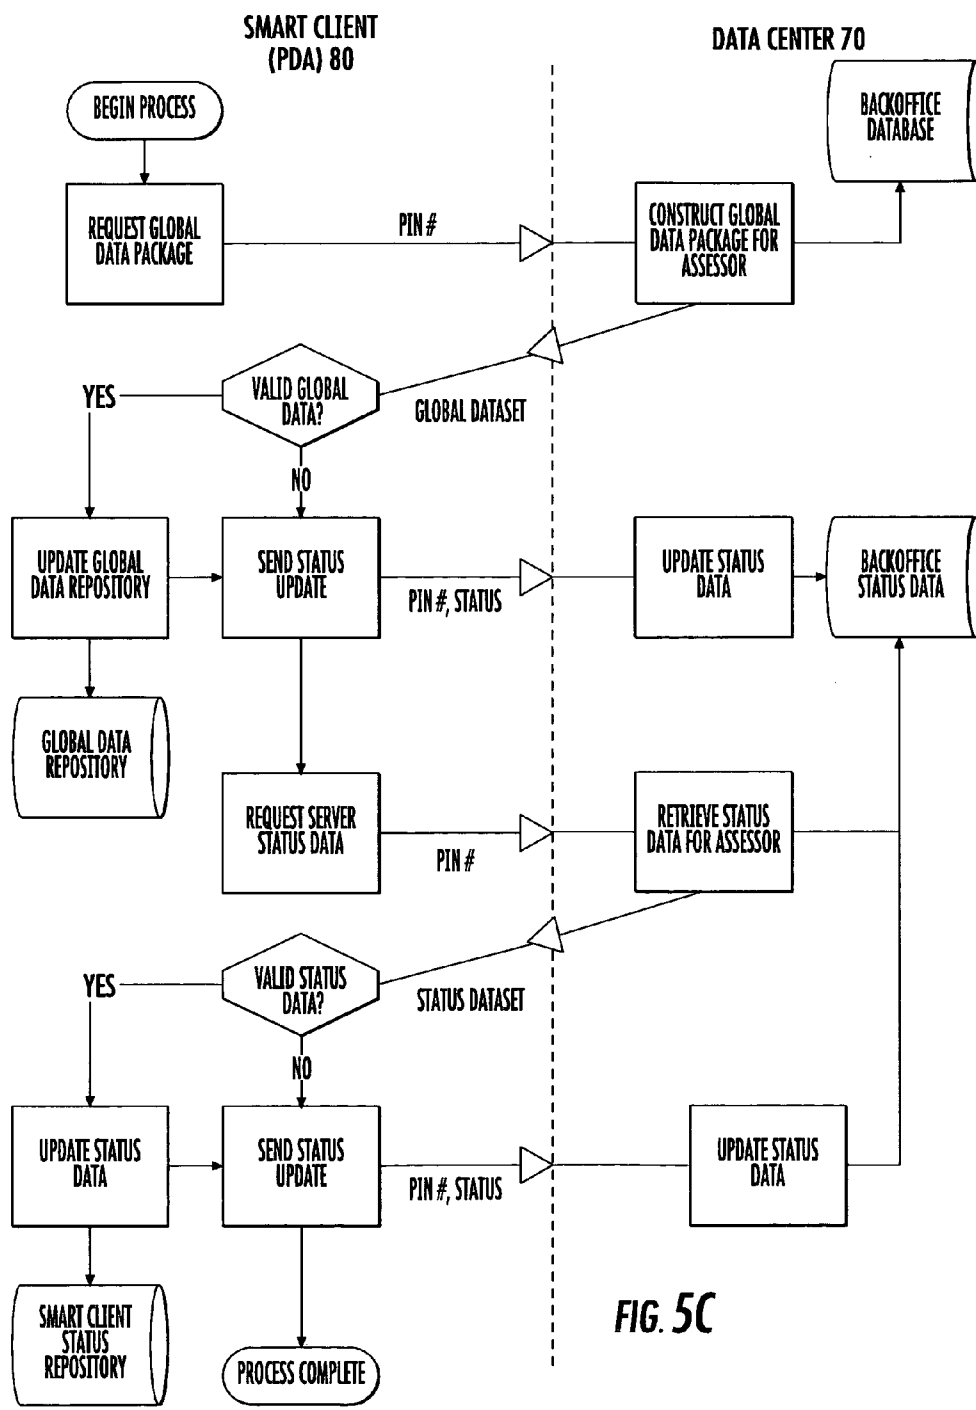 SMART CLIENT
(PDA) 80
DATA CENTER 70
BEGIN PROCESS
BACKOFFICE
DATABASE
REQUEST GLOBAL
DATA PACKAGE
PIN #
CONSTRUCT GLOBAL
DATA PACKAGE FOR
ASSESSOR
YES
VALID GLOBAL
DATA?
GLOBAL DATASET
NO
UPDATE GLOBAL
DATA REPOSITORY
SEND STATUS
UPDATE
PIN #, STATUS
UPDATE STATUS
DATA
BACKOFFICE
STATUS DATA
GLOBAL DATA
REPOSITORY
REQUEST SERVER
STATUS DATA
PIN #
RETRIEVE STATUS
DATA FOR ASSESSOR
YES
VALID STATUS
DATA?
STATUS DATASET
NO
UPDATE STATUS
DATA
SEND STATUS
UPDATE
PIN #, STATUS
UPDATE STATUS
DATA
SMART CLIENT
STATUS
REPOSITORY
PROCESS COMPLETE
FIG. 5C